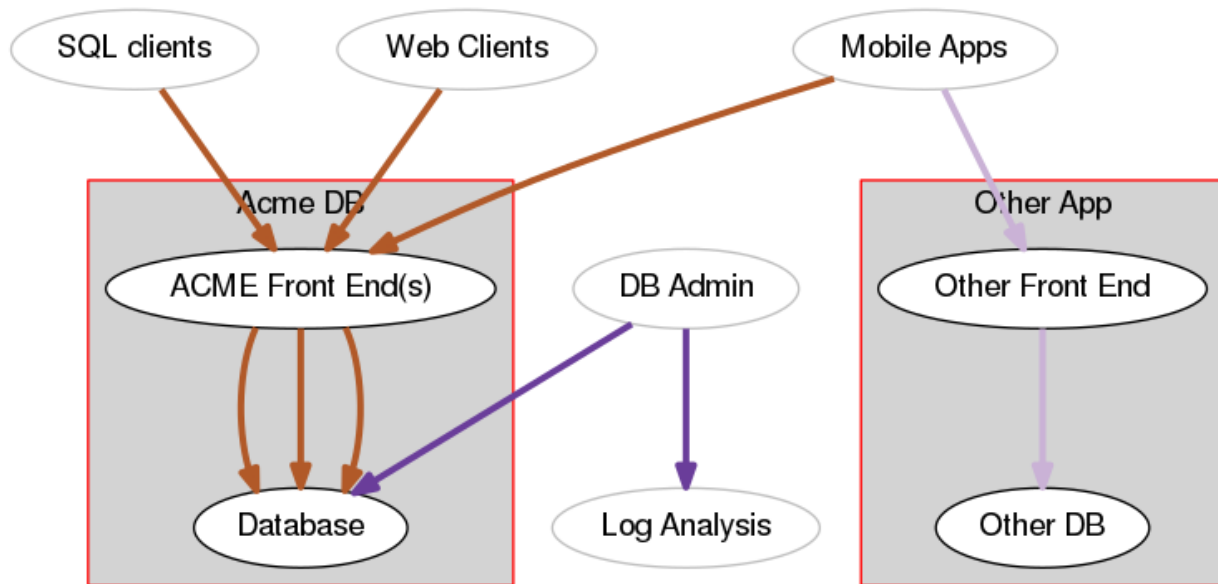 SQL clients
Web Clients
Mobile Apps
Acme DB
Other App
ACME Front End(s)
DB Admin
Other Front End
Database
Log Analysis
Other DB